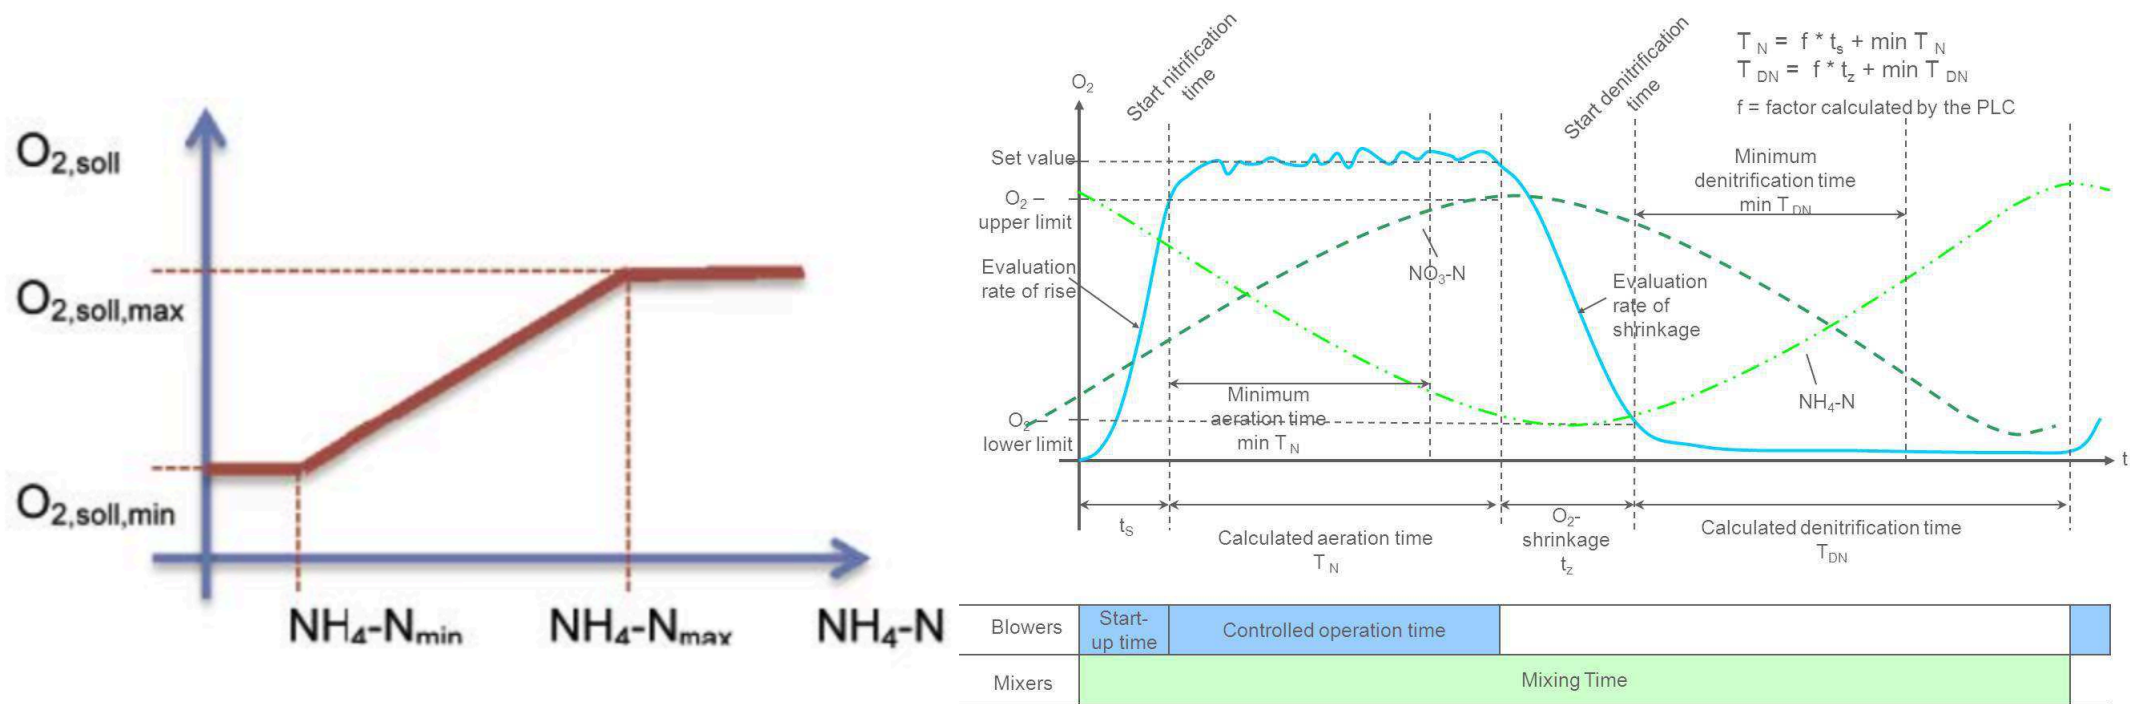 O2,soll
O2,soll,max
O2,soll,min
NH4-Nmin
NH4-Nmax
NH4-N
O2
Start nitrification
time
Start denitrification
time
T N = f * ts + min T N
T DN = f * tz + min T DN
f = factor calculated by the PLC
Set value
O2 –
upper limit
Evaluation
rate of rise
O2 –
lower limit
Minimum
denitrification time
min T DN
NO3-N
Evaluation
rate of
shrinkage
Minimum
aeration time
min T N
NH4-N
t
tS
Calculated aeration time
T N
O2-
shrinkage
tz
Calculated denitrification time
TDN
Blowers
Start-
up time
Controlled operation time
Mixers
Mixing Time